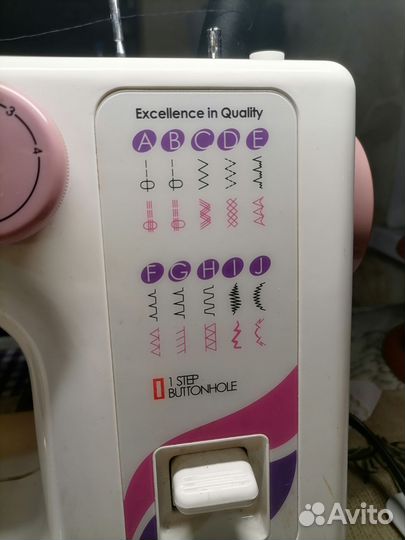 Excellence in Quality
A B C D E
F G H I J
1 STEP
BUTTONHOLE
3
4
Avito